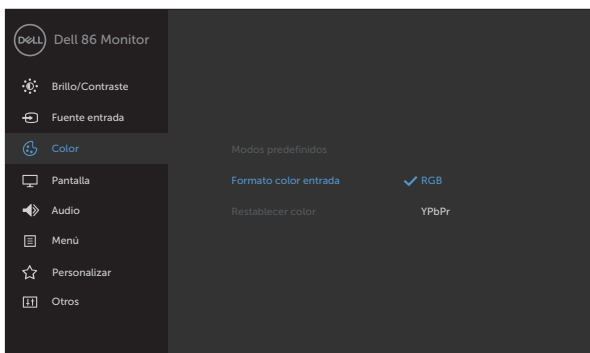 DELL Dell 86 Monitor
Brillo/Contraste
Fuente entrada
Color
Modos predefinidos
Pantalla
Formato color entrada RGB
Audio
Restablecer color YPbPr
Menú
Personalizar
Otros